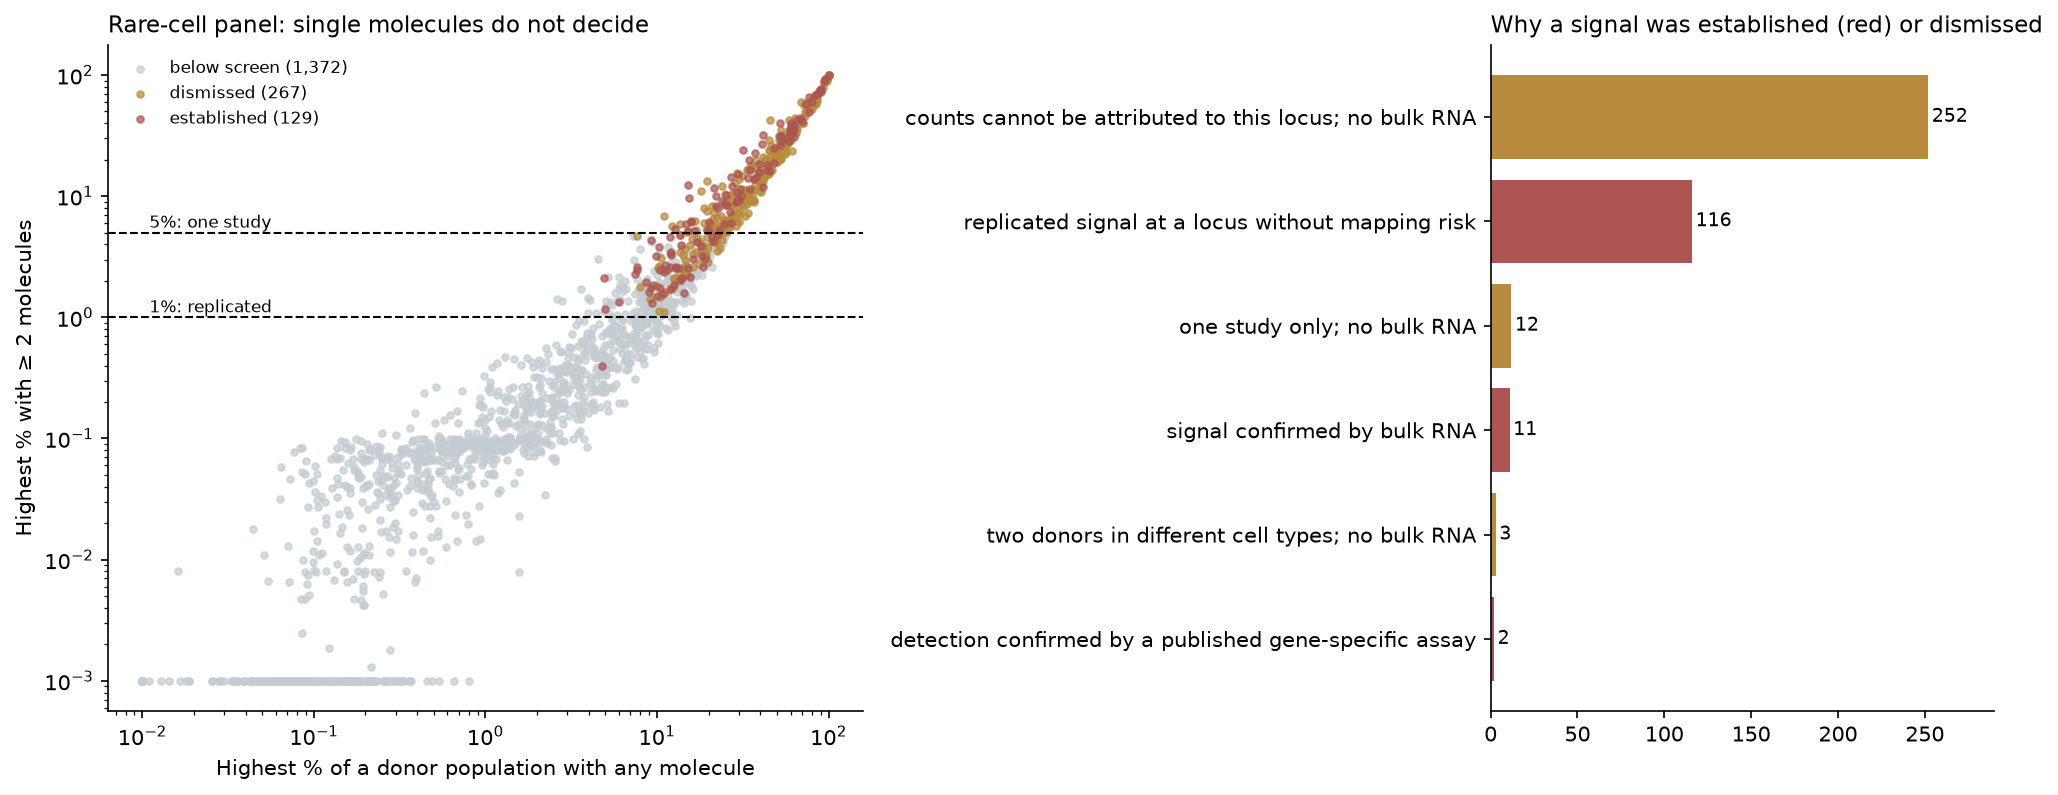 Rare-cell panel: single molecules do not decide
below screen (1,372)
dismissed (267)
established (129)
5%: one study
1%: replicated
Highest % with ≥ 2 molecules
10²
10¹
10⁰
10⁻¹
10⁻²
10⁻³
10⁻²
10⁻¹
10⁰
10¹
10²
Highest % of a donor population with any molecule
Why a signal was established (red) or dismissed
counts cannot be attributed to this locus; no bulk RNA
252
replicated signal at a locus without mapping risk
116
one study only; no bulk RNA
12
signal confirmed by bulk RNA
11
two donors in different cell types; no bulk RNA
3
detection confirmed by a published gene-specific assay
2
0
50
100
150
200
250